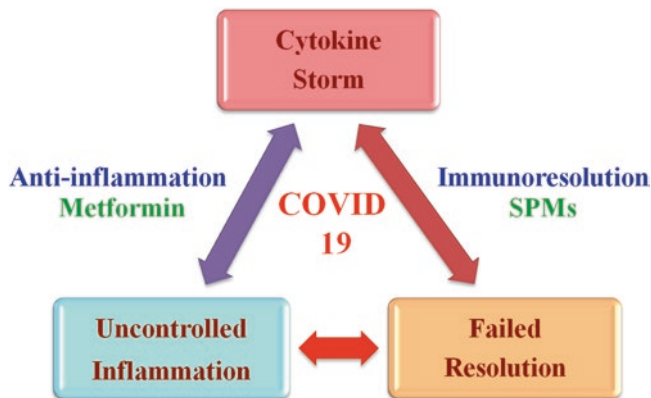 Cytokine
Storm
Anti-inflammation
Metformin
COVID
19
Immunoresolution
SPMs
Uncontrolled
Inflammation
Failed
Resolution